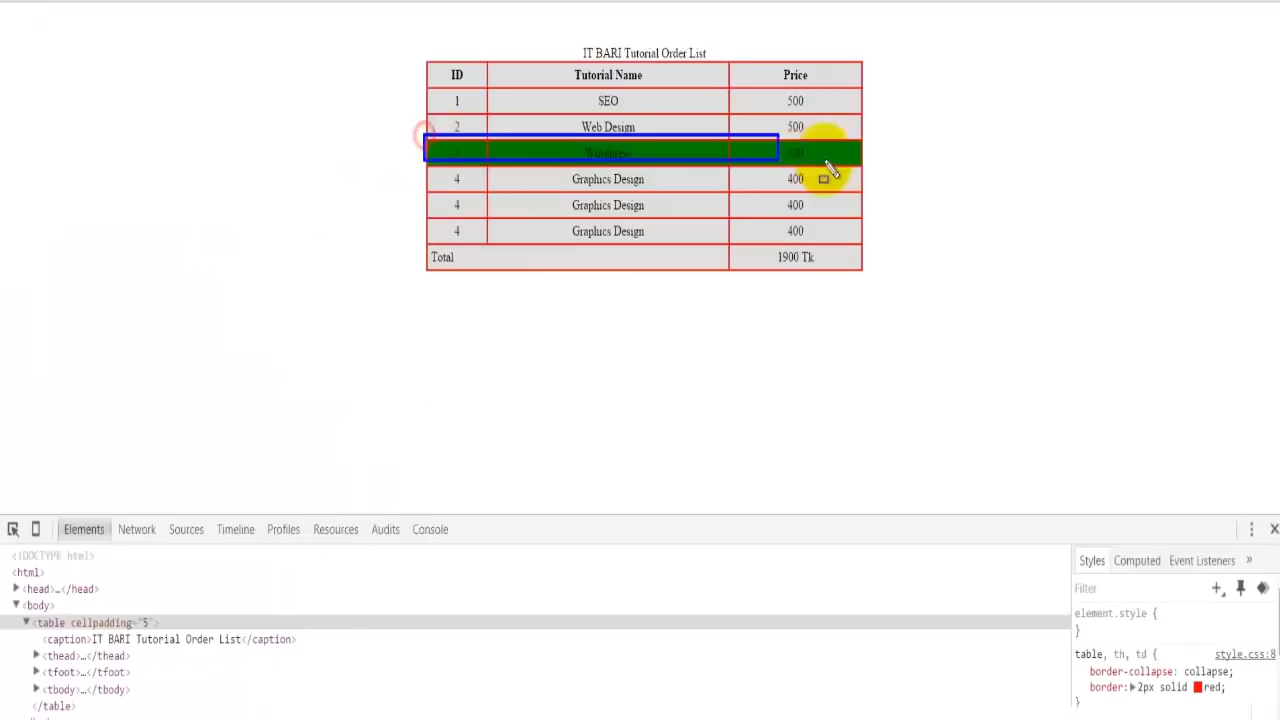 IT BARI Tutorial Order List
ID Tutorial Name Price
1 SEO 500
2 Web Design 500
Wordpress
4 Graphics Design 400
4 Graphics Design 400
4 Graphics Design 400
Total 1900 Tk
Elements Network Sources Timeline Profiles Resources Audits Console
<!DOCTYPE html>
<html>
<head>…</head>
<body>
<table cellpadding="5">
<caption>IT BARI Tutorial Order List</caption>
<thead>…</thead>
<tfoot>…</tfoot>
<tbody>…</tbody>
</table>
Styles Computed Event Listeners »
Filter
element.style {
}
table, th, td { style.css:8
border-collapse: collapse;
border: 2px solid red;
}